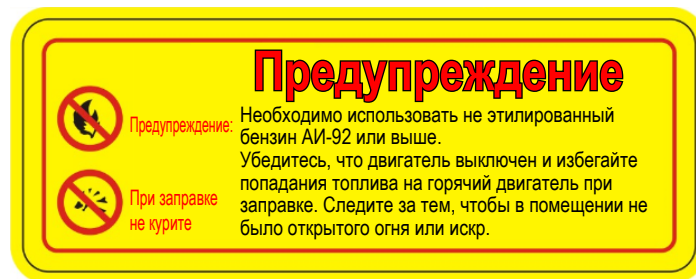 Предупреждение
Предупреждение:
Необходимо использовать не этилированный
бензин АИ-92 или выше.
Убедитесь, что двигатель выключен и избегайте
попадания топлива на горячий двигатель при
заправке. Следите за тем, чтобы в помещении не
было открытого огня или искр.
При заправке
не курите